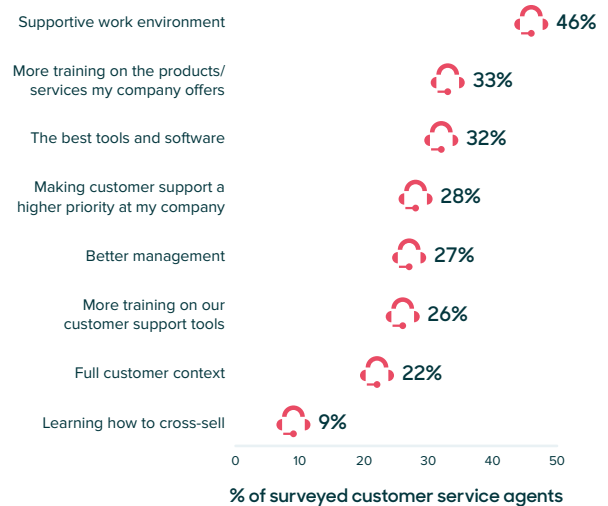 Supportive work environment
46%
More training on the products/
services my company offers
33%
The best tools and software
32%
Making customer support a
higher priority at my company
28%
Better management
27%
More training on our
customer support tools
26%
Full customer context
22%
Learning how to cross-sell
9%
0 10 20 30 40 50
% of surveyed customer service agents